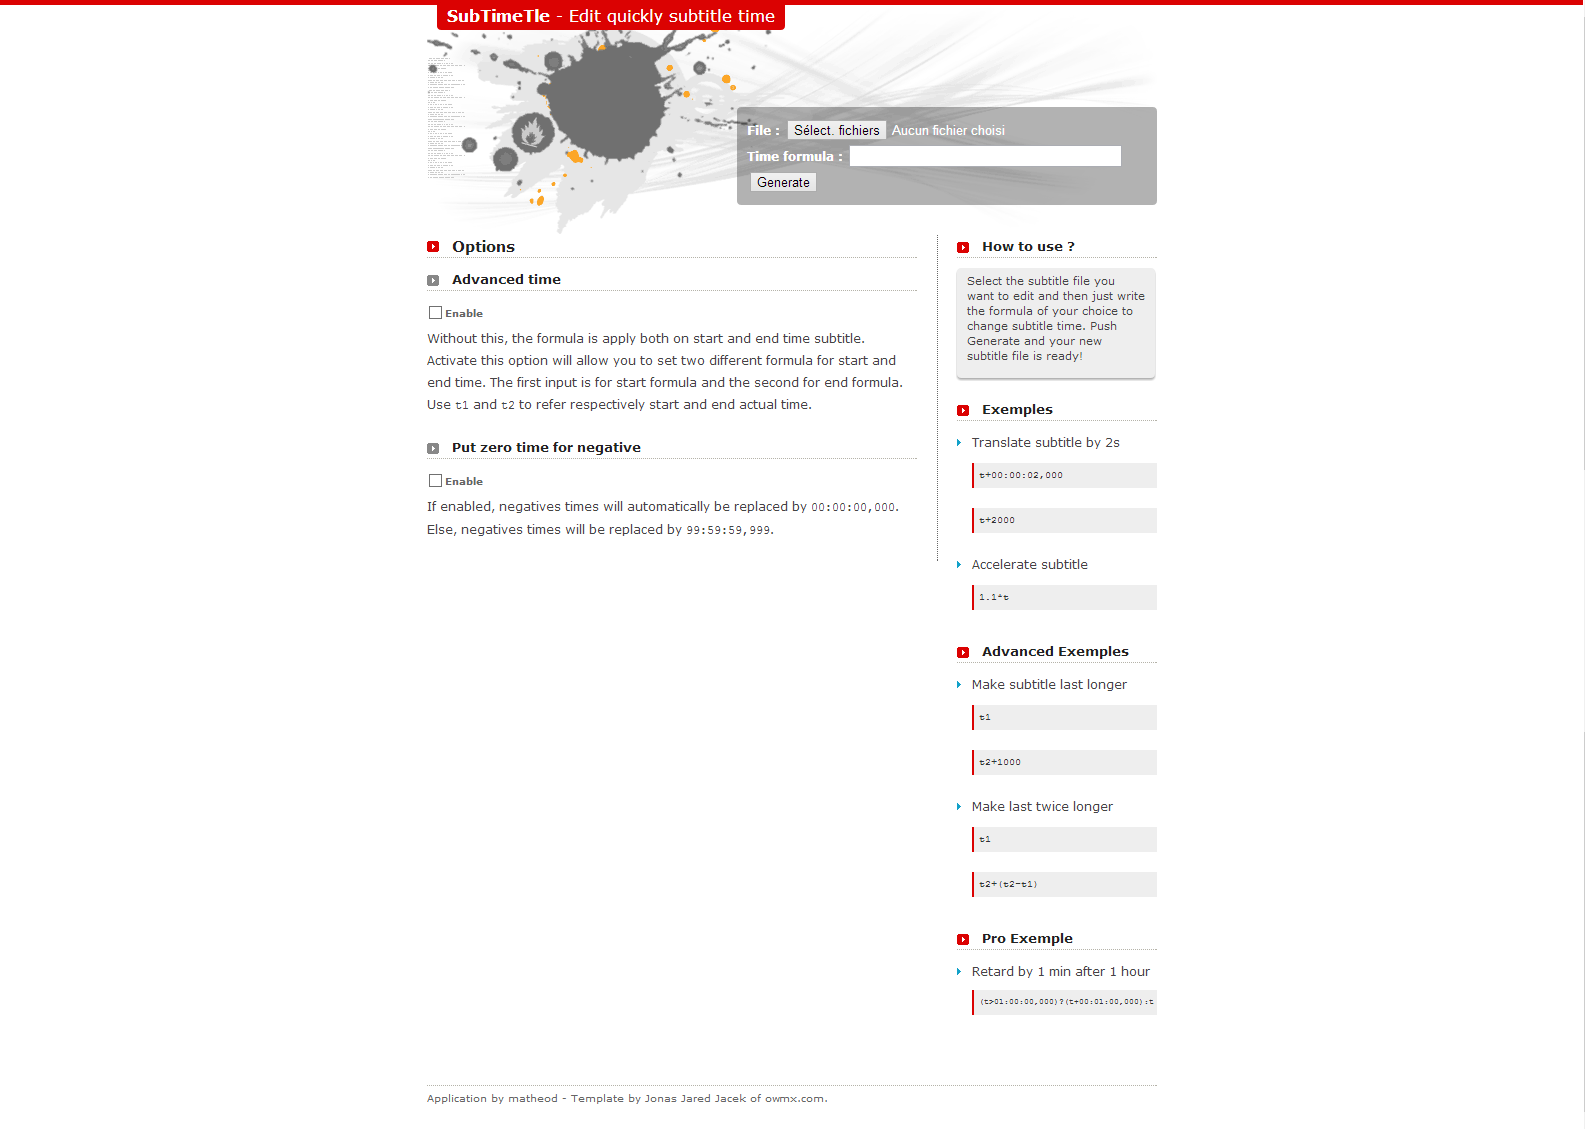 SubTimeTle - Edit quickly subtitle time
File : Sélect. fichiers Aucun fichier choisi
Time formula :
Generate
Options
Advanced time
Enable
Without this, the formula is apply both on start and end time subtitle.
Activate this option will allow you to set two different formula for start and
end time. The first input is for start formula and the second for end formula.
Use t1 and t2 to refer respectively start and end actual time.
Put zero time for negative
Enable
If enabled, negatives times will automatically be replaced by 00:00:00,000.
Else, negatives times will be replaced by 99:59:59,999.
How to use ?
Select the subtitle file you
want to edit and then just write
the formula of your choice to
change subtitle time. Push
Generate and your new
subtitle file is ready!
Exemples
Translate subtitle by 2s
t+00:00:02,000
t+2000
Accelerate subtitle
1.1*t
Advanced Exemples
Make subtitle last longer
t1
t2+1000
Make last twice longer
t1
t2+(t2-t1)
Pro Exemple
Retard by 1 min after 1 hour
(t>01:00:00,000)?(t+00:01:00,000):t
Application by matheod - Template by Jonas Jared Jacek of owmx.com.